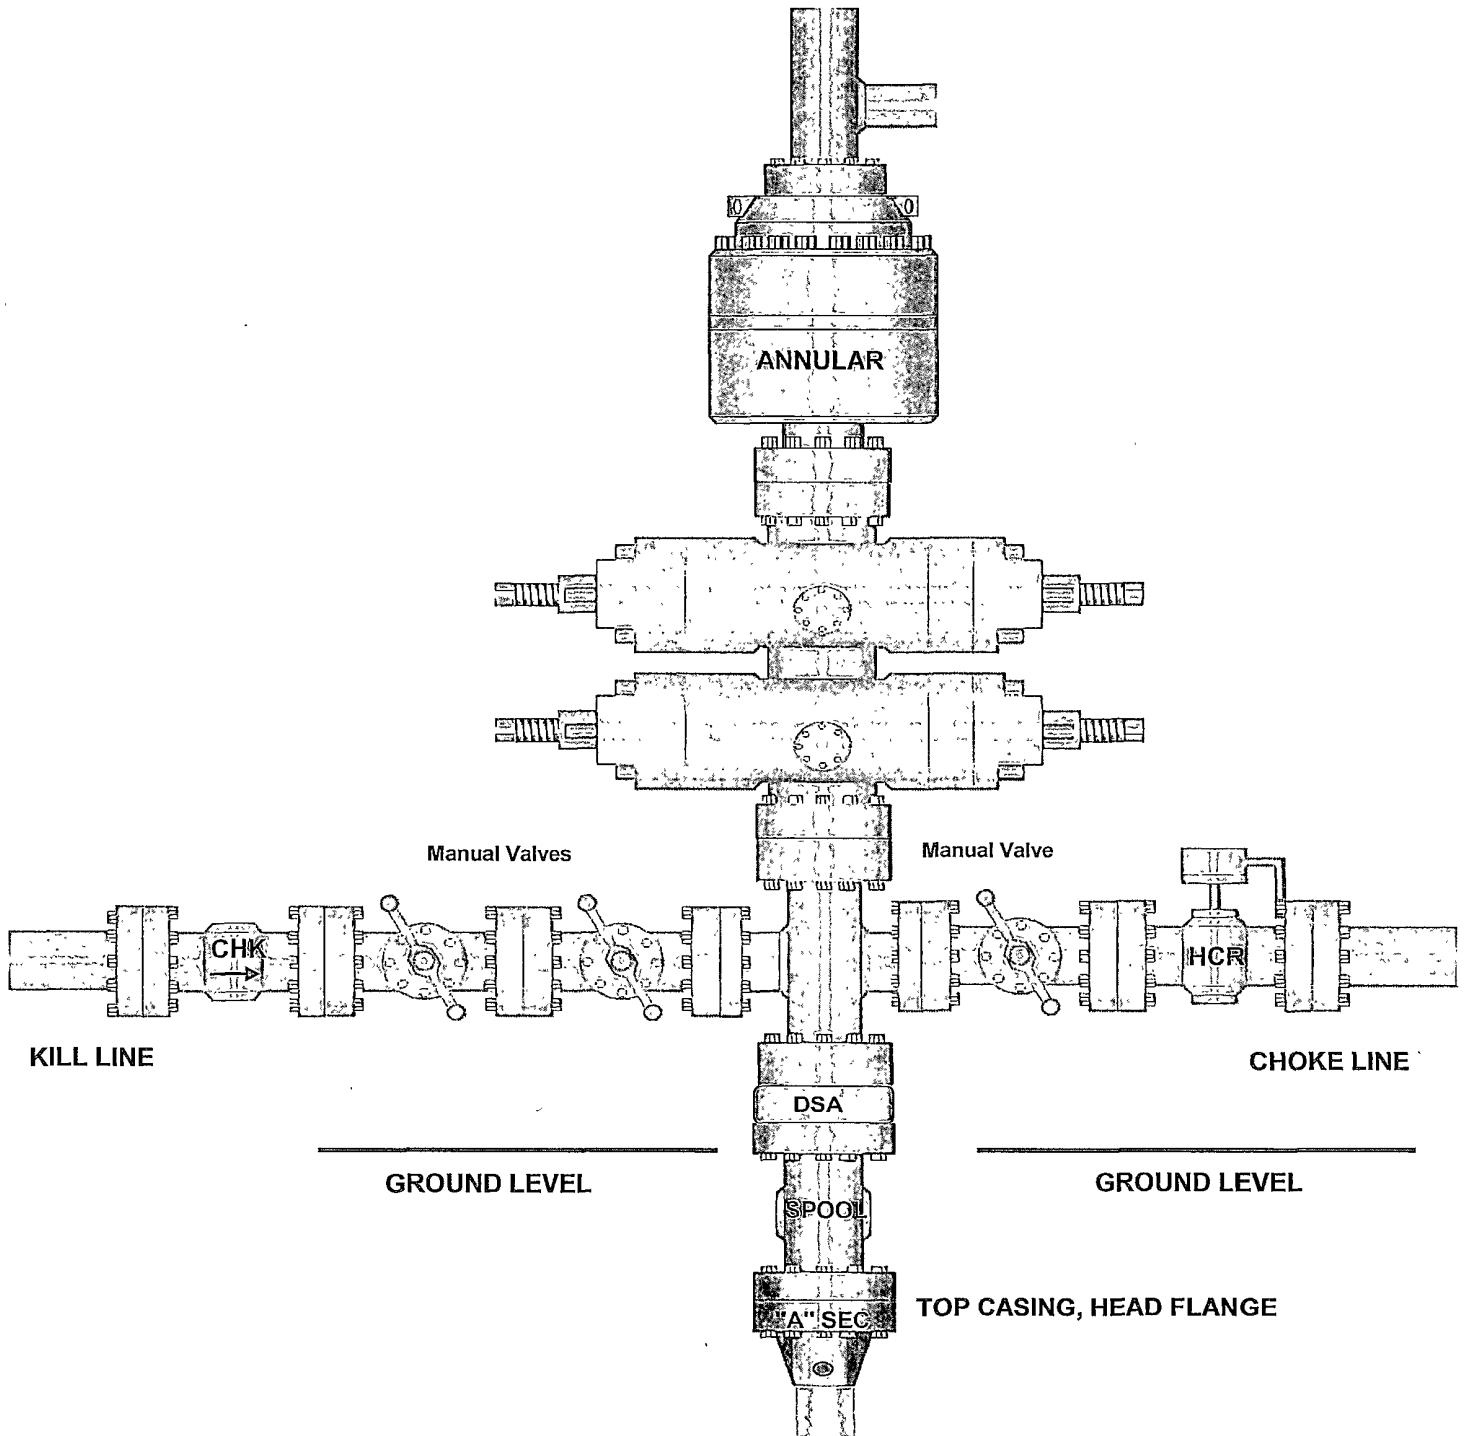 ANNULAR
Manual Valves
Manual Valve
CHK
HCR
KILL LINE
CHOKE LINE
DSA
GROUND LEVEL
GROUND LEVEL
SPOOL
TOP CASING, HEAD FLANGE
"A" SEC